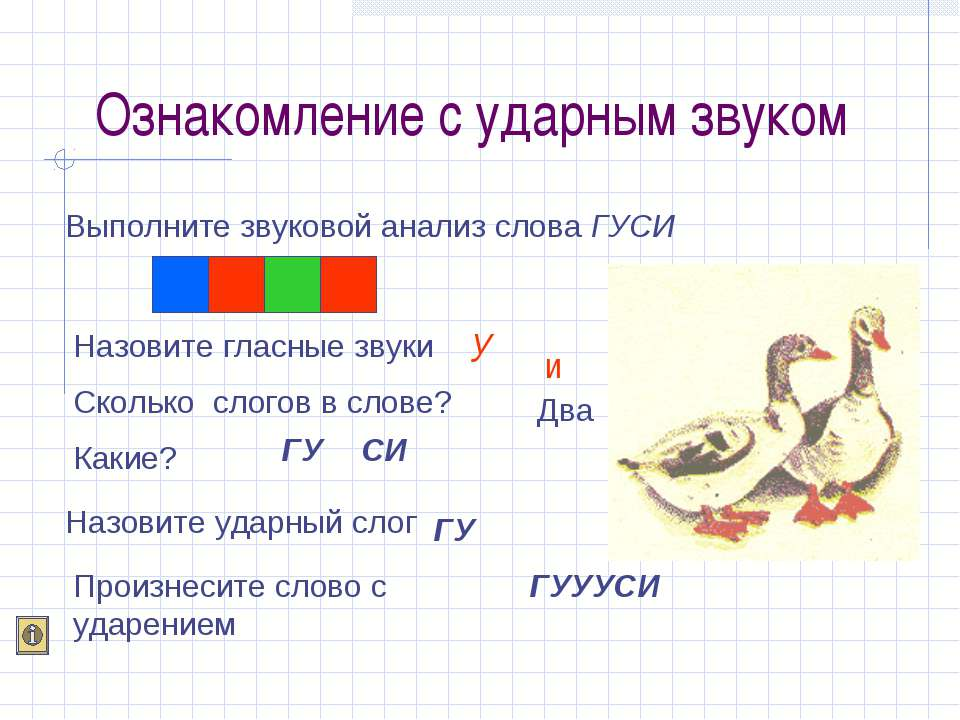 Ознакомление с ударным звуком
Выполните звуковой анализ слова ГУСИ
Назовите гласные звуки У
и
Сколько слогов в слове?
Два
Какие? ГУ СИ
Назовите ударный слог ГУ
Произнесите слово с ГУУУСИ
ударением